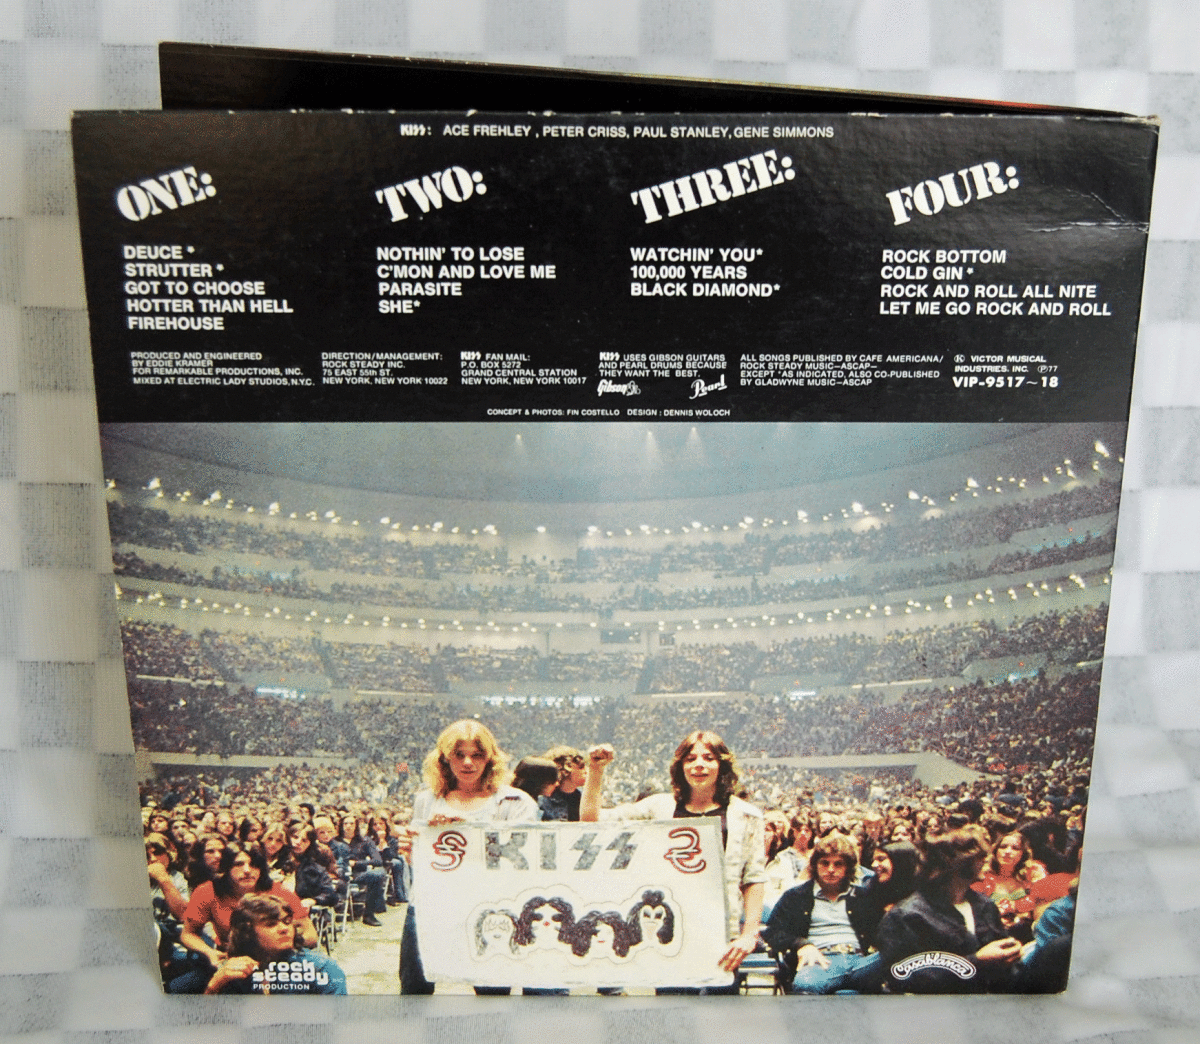 KISS: ACE FREHLEY , PETER CRISS, PAUL STANLEY, GENE SIMMONS
ONE:
DEUCE *
STRUTTER *
GOT TO CHOOSE
HOTTER THAN HELL
FIREHOUSE
TWO:
NOTHIN' TO LOSE
C'MON AND LOVE ME
PARASITE
SHE*
THREE:
WATCHIN' YOU*
100,000 YEARS
BLACK DIAMOND*
FOUR:
ROCK BOTTOM
COLD GIN *
ROCK AND ROLL ALL NITE
LET ME GO ROCK AND ROLL
PRODUCED AND ENGINEERED
BY EDDIE KRAMER
FOR REMARKABLE PRODUCTIONS, INC.
MIXED AT ELECTRIC LADY STUDIOS, N.Y.C.
DIRECTION/MANAGEMENT:
ROCK STEADY INC.
75 EAST 55th ST.
NEW YORK, NEW YORK 10022
KISS FAN MAIL:
P.O. BOX 5272
GRAND CENTRAL STATION
NEW YORK, NEW YORK 10017
KISS USES GIBSON GUITARS
AND PEARL DRUMS BECAUSE
THEY WANT THE BEST.
Gibson Pearl
ALL SONGS PUBLISHED BY CAFE AMERICANA/
ROCK STEADY MUSIC—ASCAP—
EXCEPT *AS INDICATED, ALSO CO-PUBLISHED
BY GLADWYNE MUSIC—ASCAP
Ⓚ VICTOR MUSICAL
INDUSTRIES. INC. Ⓟ77
VIP-9517~18
CONCEPT & PHOTOS: FIN COSTELLO DESIGN : DENNIS WOLOCH
KISS
rock
steady
PRODUCTION
Casablanca